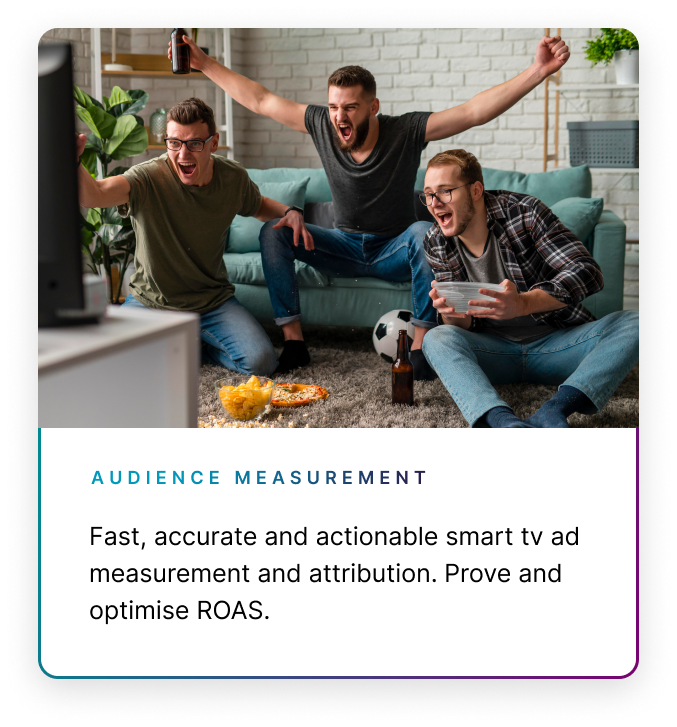 AUDIENCE MEASUREMENT
Fast, accurate and actionable smart tv ad
measurement and attribution. Prove and
optimise ROAS.